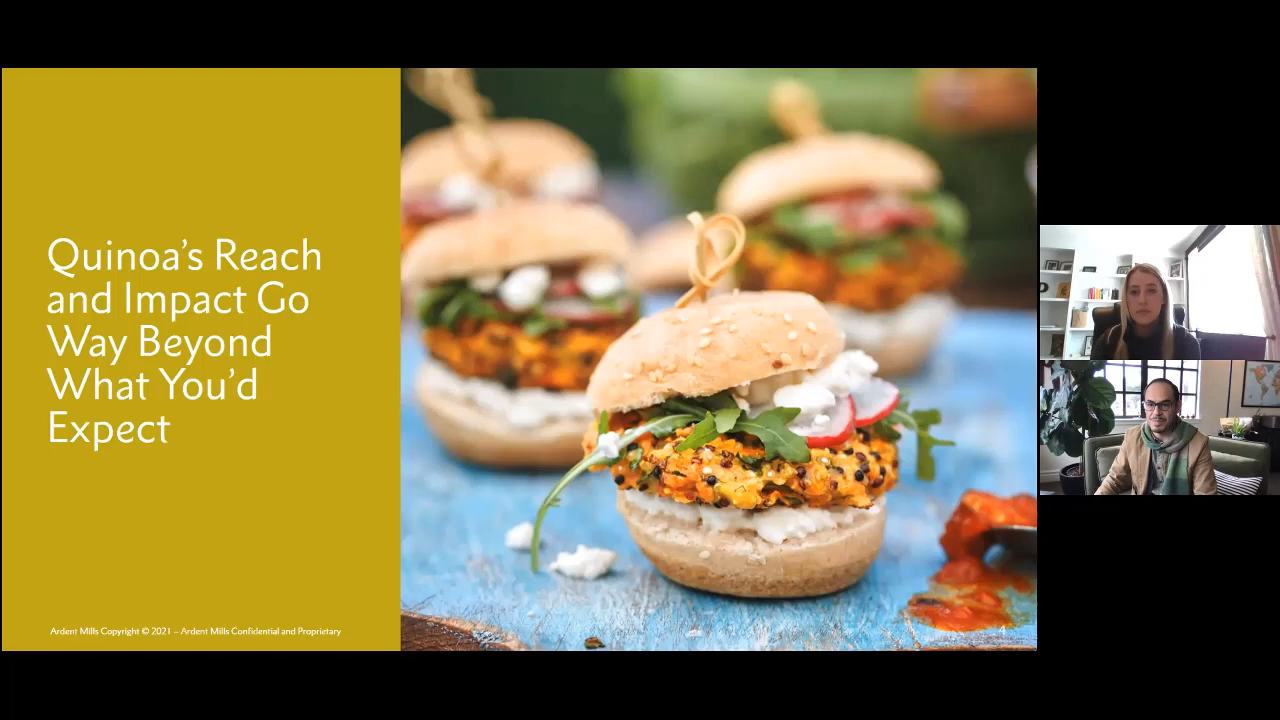 Quinoa’s Reach
and Impact Go
Way Beyond
What You’d
Expect
Ardent Mills Copyright © 2021 – Ardent Mills Confidential and Proprietary
4